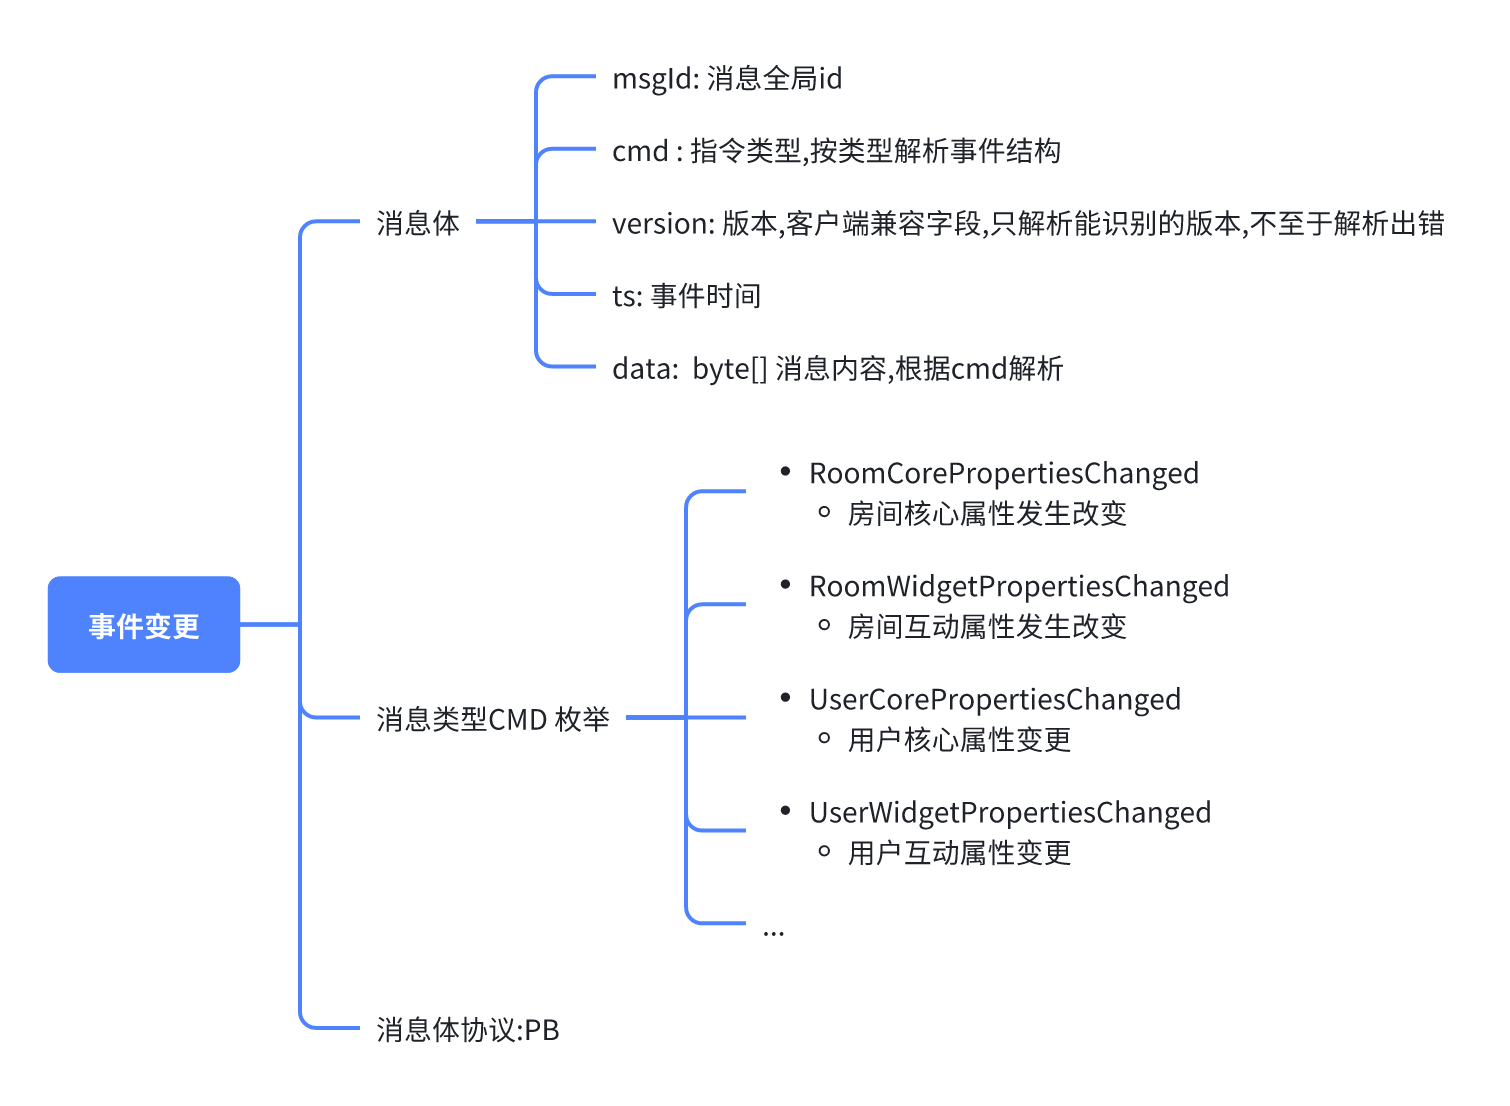 事件变更
消息体
msgId: 消息全局id
cmd : 指令类型,按类型解析事件结构
version: 版本,客户端兼容字段,只解析能识别的版本,不至于解析出错
ts: 事件时间
data:  byte[] 消息内容,根据cmd解析
消息类型CMD 枚举
• RoomCorePropertiesChanged
◦ 房间核心属性发生改变
• RoomWidgetPropertiesChanged
◦ 房间互动属性发生改变
• UserCorePropertiesChanged
◦ 用户核心属性变更
• UserWidgetPropertiesChanged
◦ 用户互动属性变更
...
消息体协议:PB